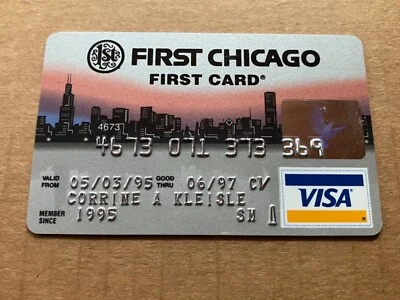 1st FIRST CHICAGO
FIRST CARD®
4673
4673 071 373 369
VALID FROM 05/03/95 GOOD THRU 06/97 CV
CORRINE A KLEISLE
MEMBER SINCE 1995 SM
VISA